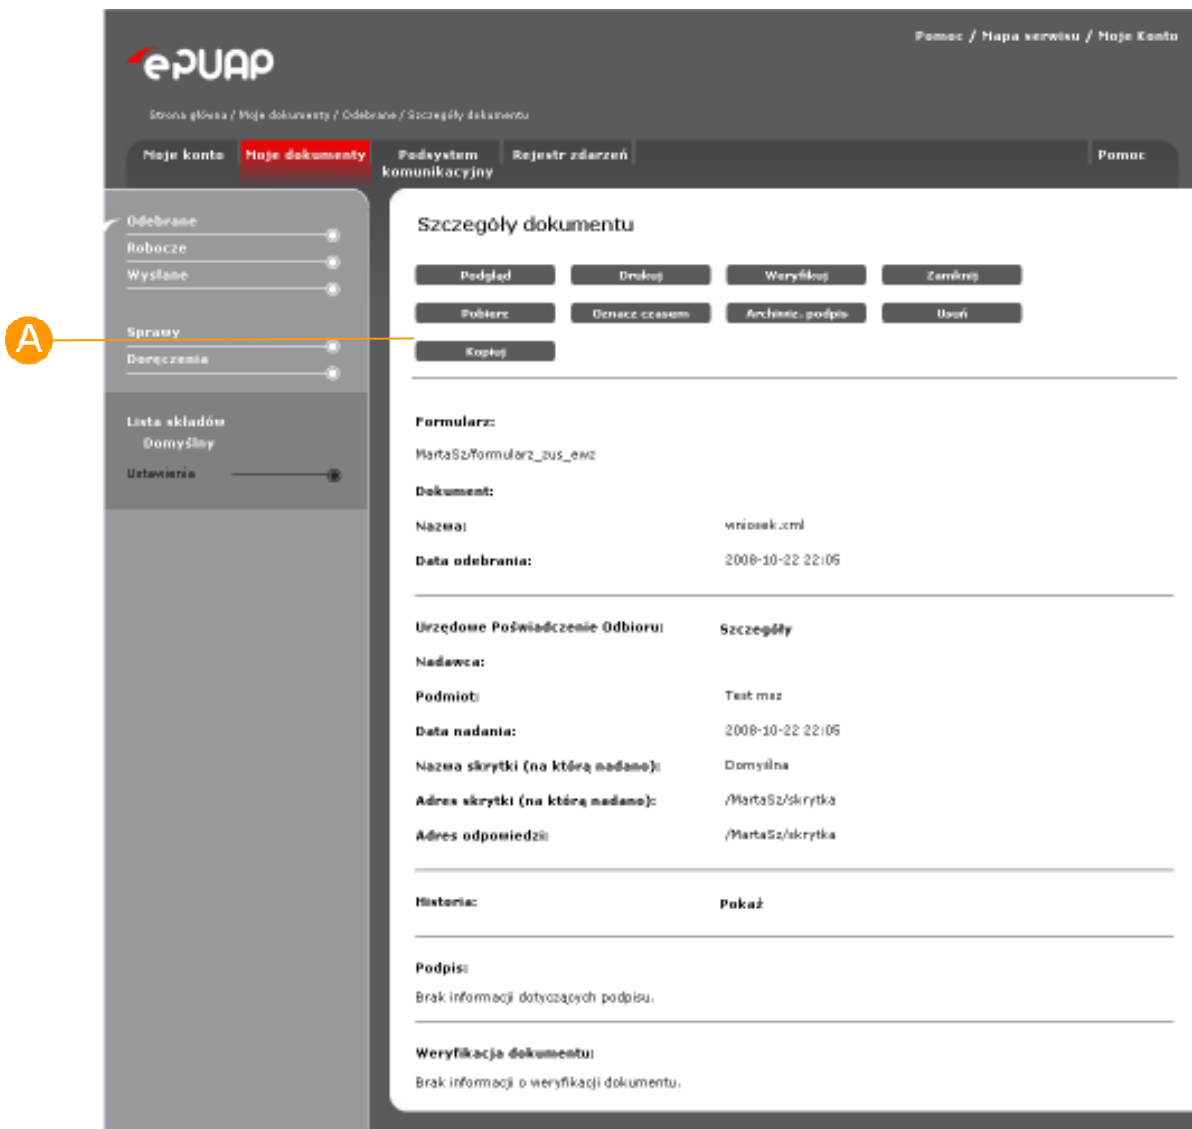 Pomoc / Mapa serwisu / Moje Konto
ePUAP
Strona główna / Moje dokumenty / Odebrane / Szczegóły dokumentu
Moje konto
Moje dokumenty
Podsystem
komunikacyjny
Rejestr zdarzeń
Pomoc
Odebrane
Robocze
Wysłane
Sprawy
Doręczenia
Lista składów
Domyślny
Ustawienia
A
Szczegóły dokumentu
Podgląd Drukuj Weryfikuj Zamknij
Pobierz Oznacz czasem Archiwiz. podpis Usuń
Kopiuj
Formularz:
MartaSz/formularz_zus_ewz
Dokument:
Nazwa: wniosek.xml
Data odebrania: 2008-10-22 22:05
Urzędowe Poświadczenie Odbioru: Szczegóły
Nadawca:
Podmiot: Test msz
Data nadania: 2008-10-22 22:05
Nazwa skrytki (na którą nadano): Domyślna
Adres skrytki (na którą nadano): /MartaSz/skrytka
Adres odpowiedzi: /MartaSz/skrytka
Historia: Pokaż
Podpis:
Brak informacji dotyczących podpisu.
Weryfikacja dokumentu:
Brak informacji o weryfikacji dokumentu.